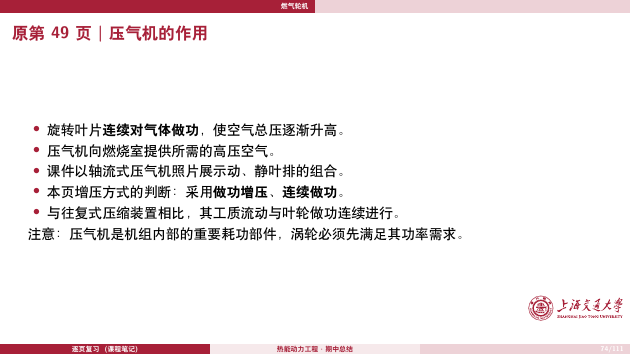 燃气轮机
原第 49 页 | 压气机的作用
• 旋转叶片连续对气体做功，使空气总压逐渐升高。
• 压气机向燃烧室提供所需的高压空气。
• 课件以轴流式压气机照片展示动、静叶排的组合。
• 本页增压方式的判断：采用做功增压、连续做功。
• 与往复式压缩装置相比，其工质流动与叶轮做功连续进行。
注意：压气机是机组内部的重要耗功部件，涡轮必须先满足其功率需求。
上海交通大学
SHANGHAI JIAO TONG UNIVERSITY
逐页复习（课程笔记）
热能动力工程 · 期中总结